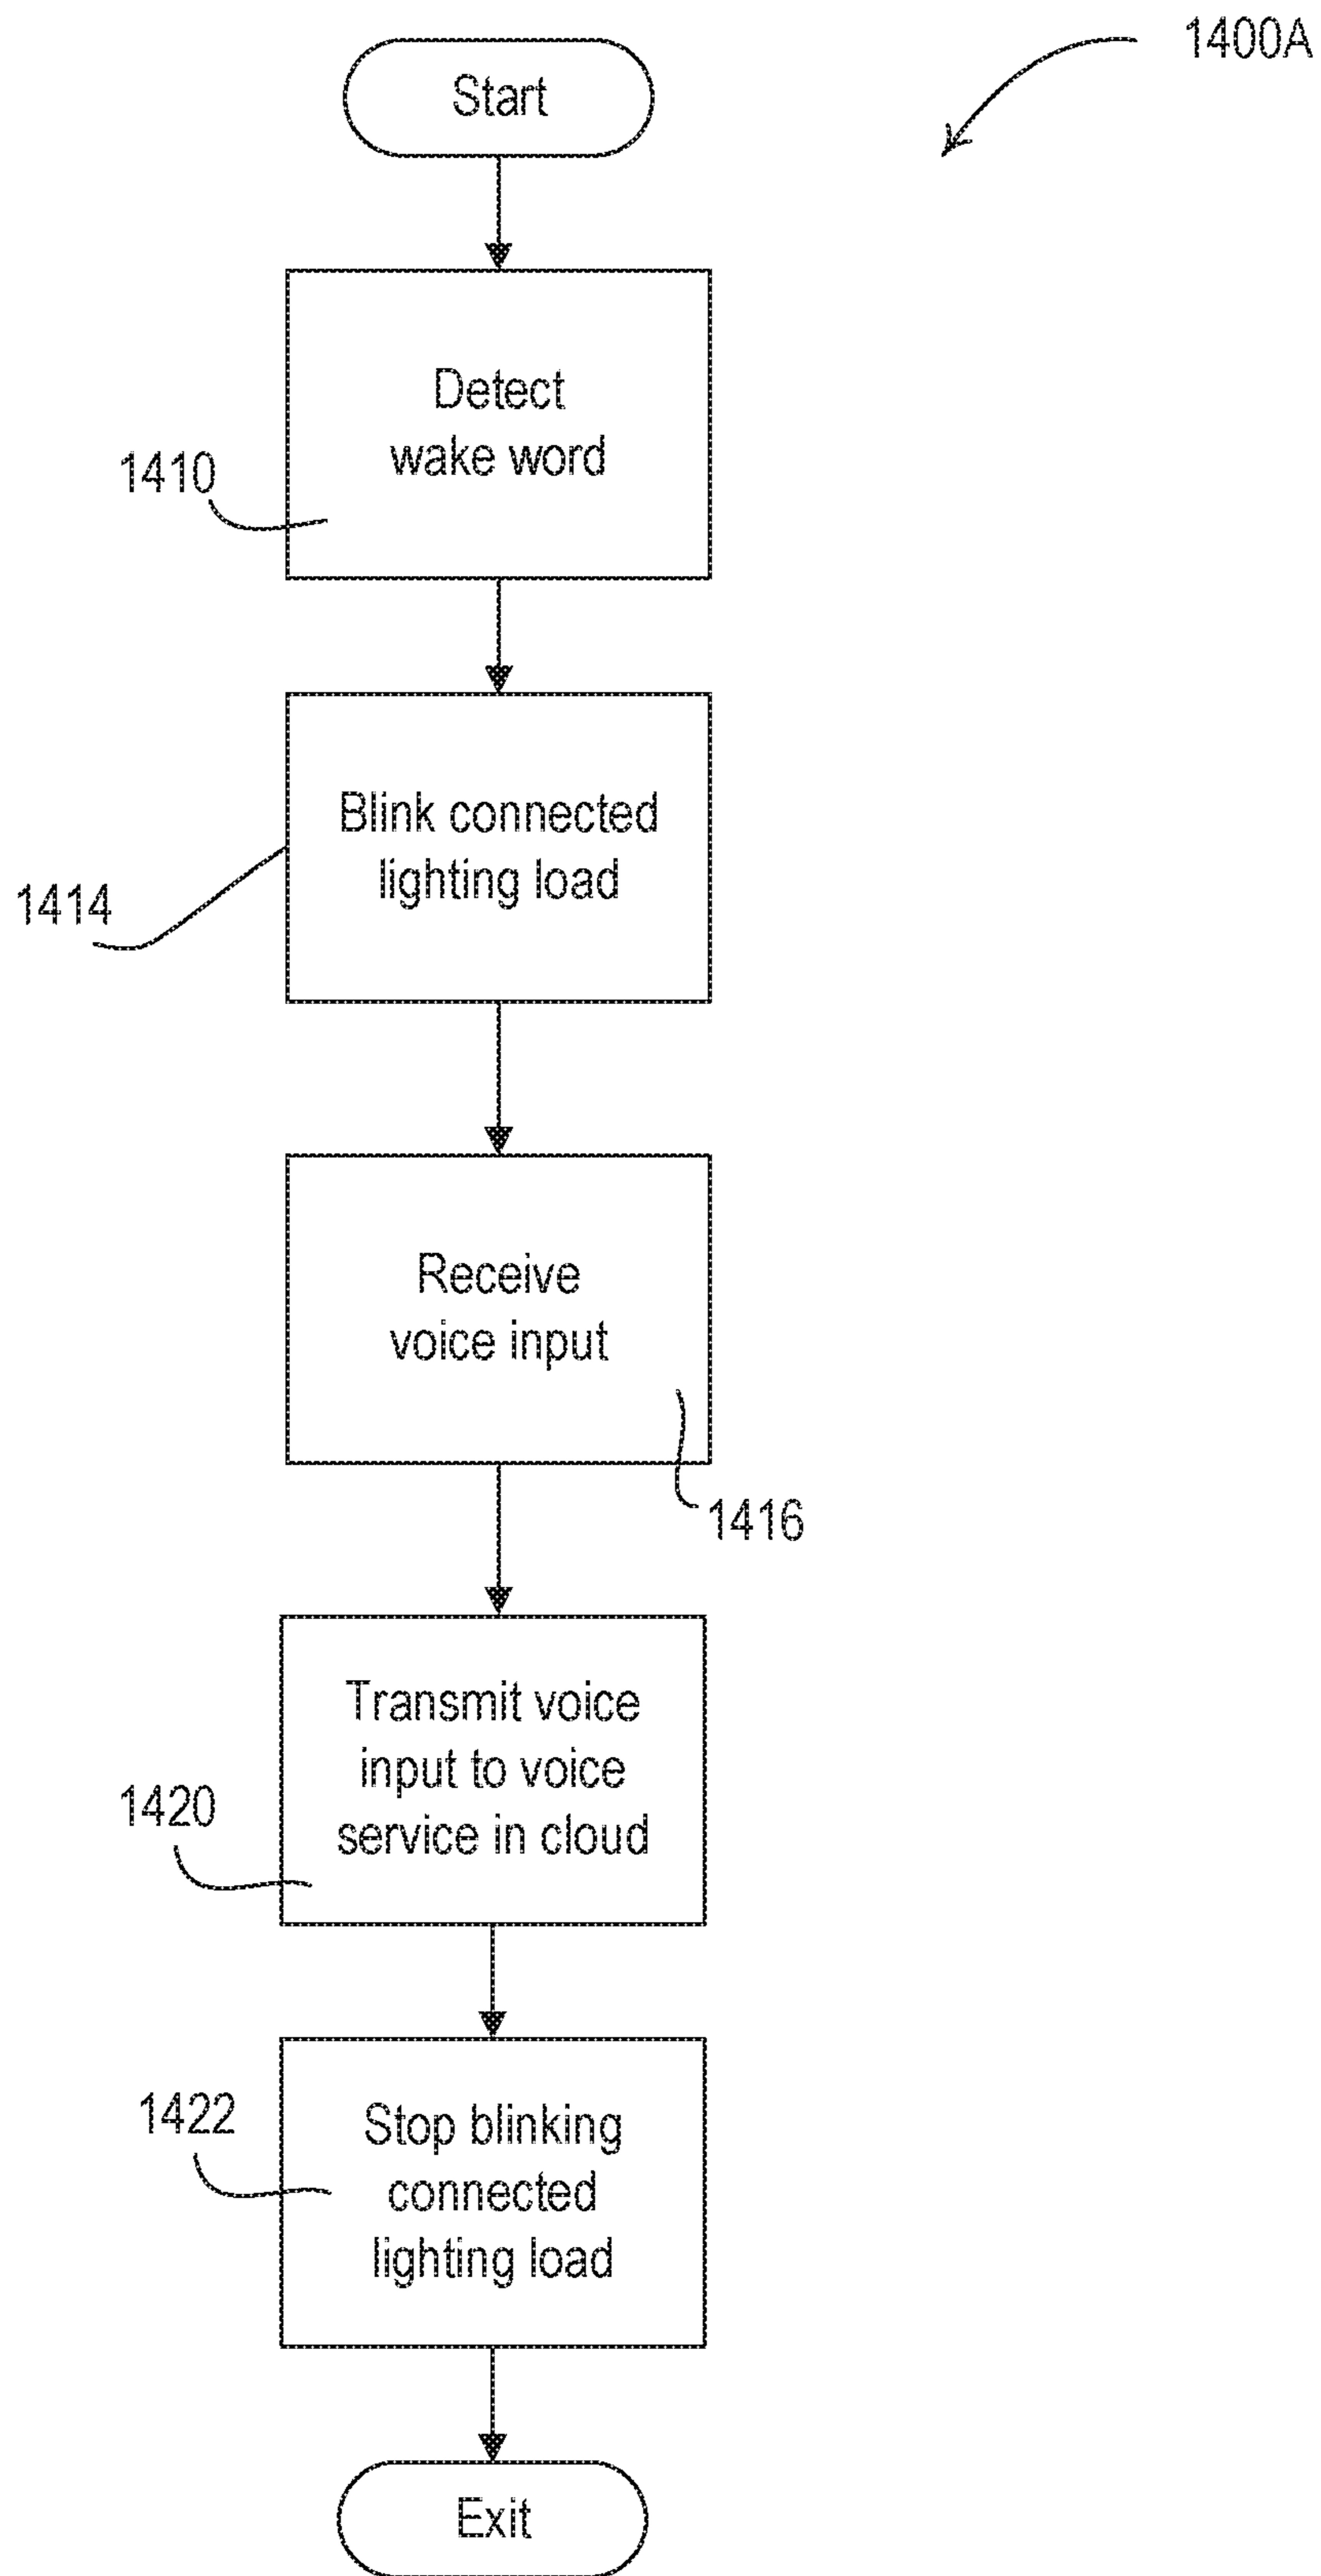 1400A
Start
Detect
wake word
1410
Blink connected
lighting load
1414
Receive
voice input
1416
Transmit voice
input to voice
service in cloud
1420
Stop blinking
connected
lighting load
1422
Exit